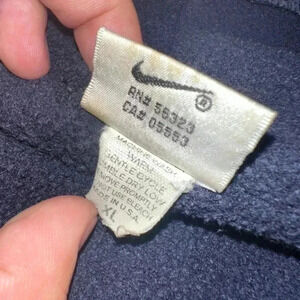 RN# 56323
CA# 05553
MACHINE WASH
WARM
GENTLE CYCLE
TUMBLE DRY LOW
REMOVE PROMPTLY
NOT USE BLEACH
MADE IN U.S.A.
XL